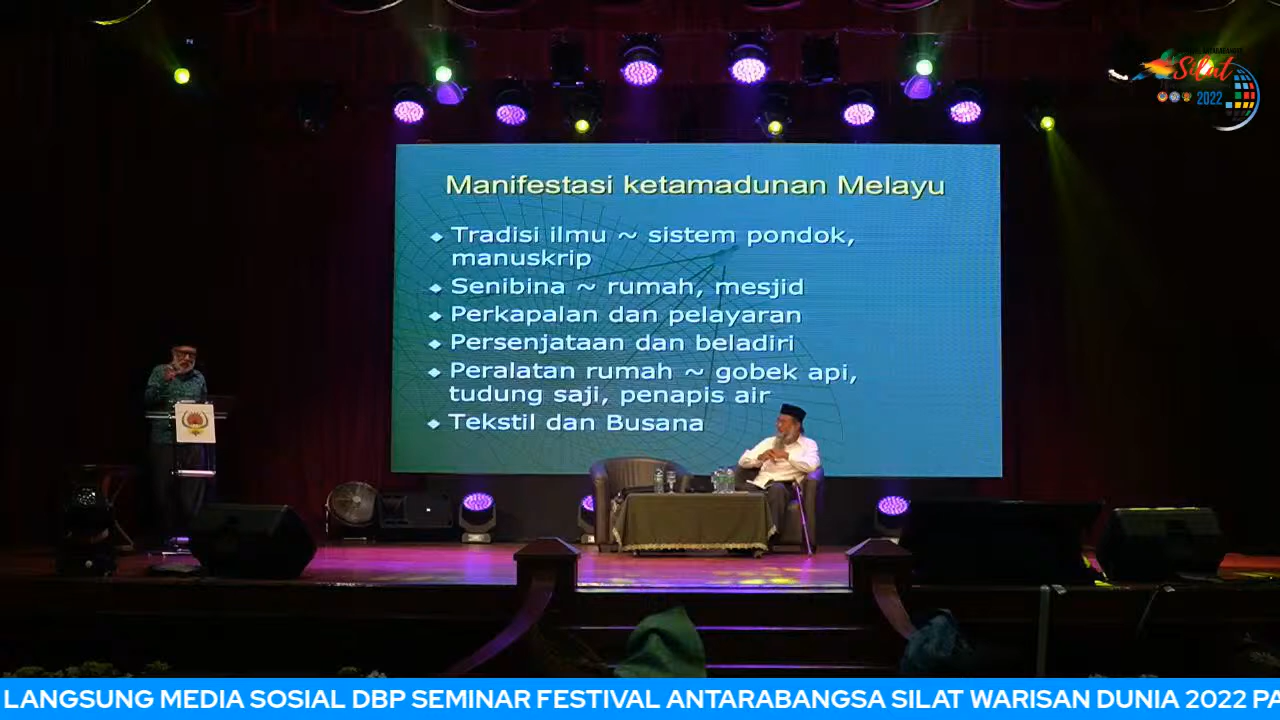 Silat
2022
Manifestasi ketamadunan Melayu
Tradisi ilmu ~ sistem pondok,
manuskrip
Senibina ~ rumah, mesjid
Perkapalan dan pelayaran
Persenjataan dan beladiri
Peralatan rumah ~ gobek api,
tudung saji, penapis air
Tekstil dan Busana
LANGSUNG MEDIA SOSIAL DBP SEMINAR FESTIVAL ANTARABANGSA SILAT WARISAN DUNIA 2022 PA